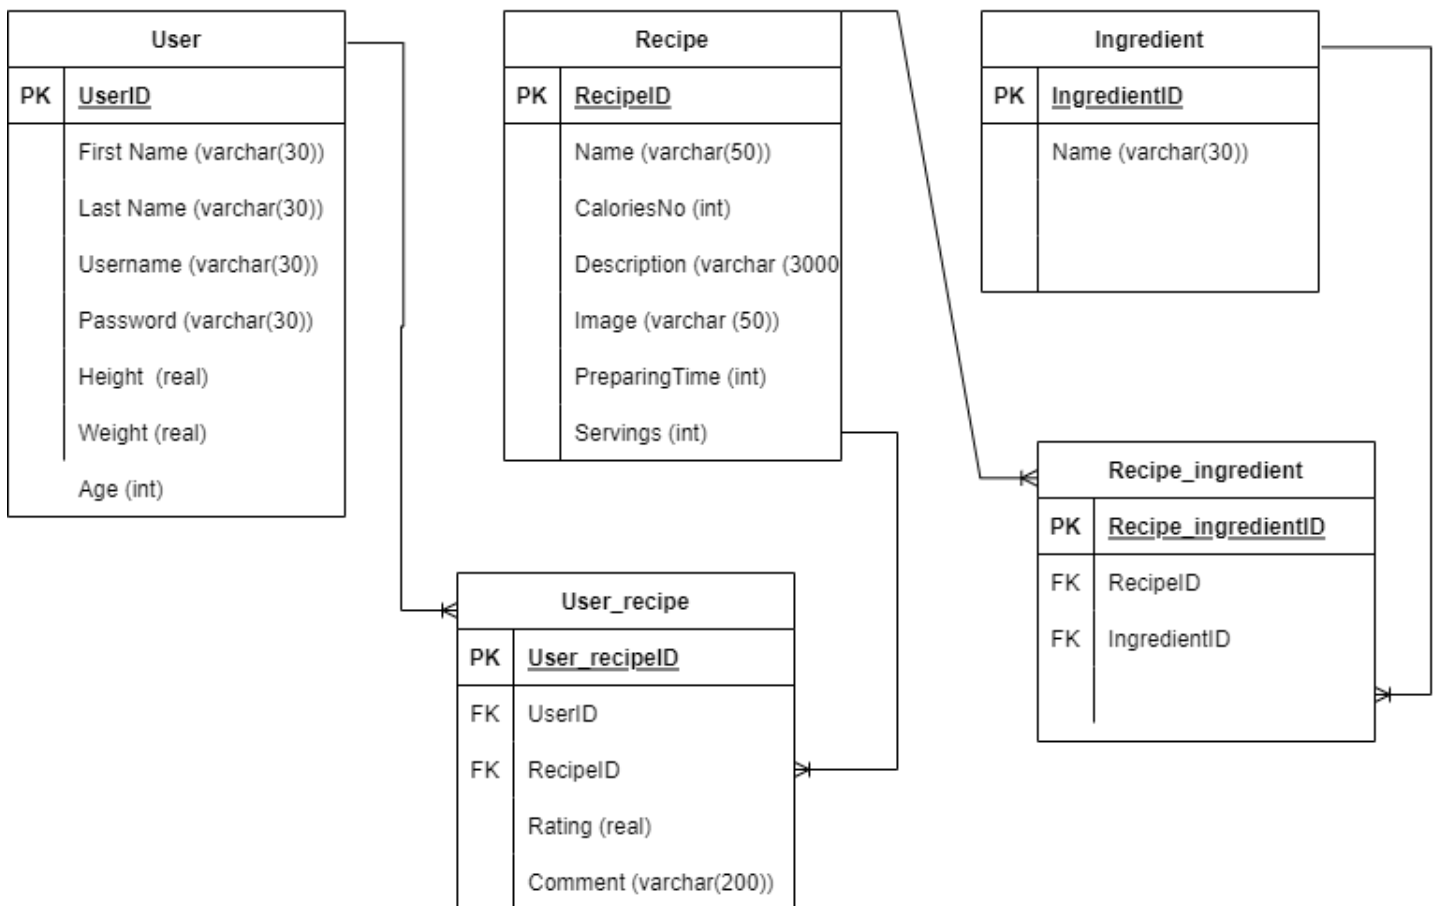 User
PK UserID
First Name (varchar(30))
Last Name (varchar(30))
Username (varchar(30))
Password (varchar(30))
Height (real)
Weight (real)
Age (int)
Recipe
PK RecipeID
Name (varchar(50))
CaloriesNo (int)
Description (varchar (3000
Image (varchar (50))
PreparingTime (int)
Servings (int)
Ingredient
PK IngredientID
Name (varchar(30))
User_recipe
PK User_recipeID
FK UserID
FK RecipeID
Rating (real)
Comment (varchar(200))
Recipe_ingredient
PK Recipe_ingredientID
FK RecipeID
FK IngredientID